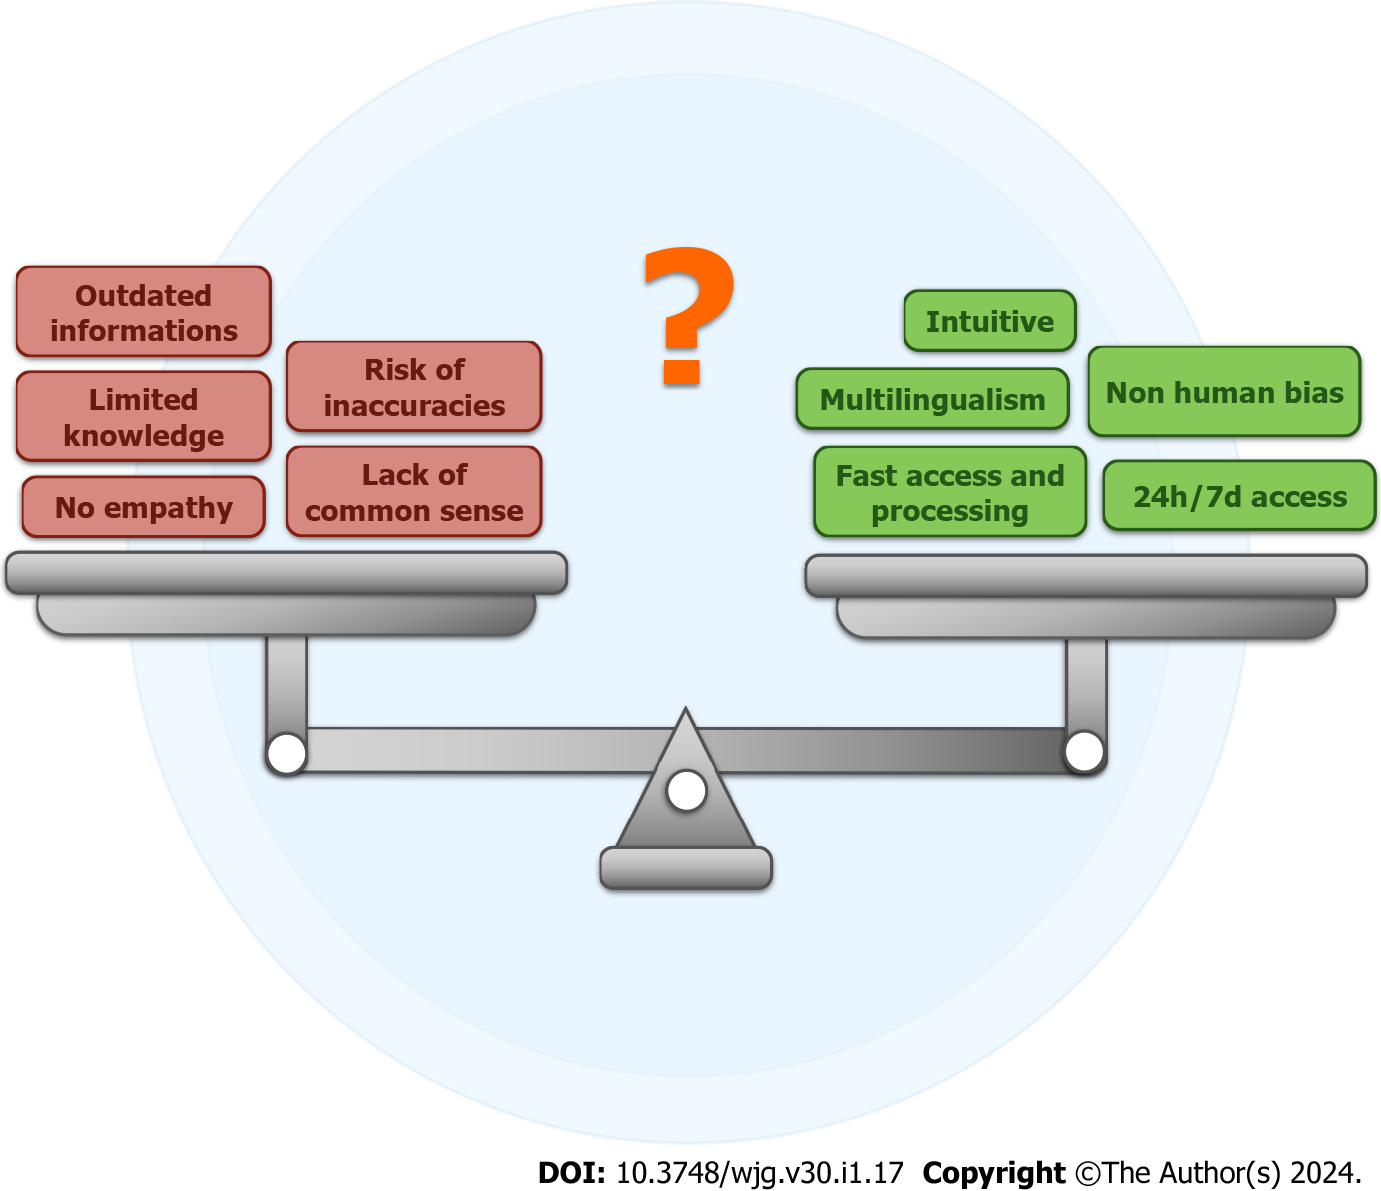 Outdated
informations
Limited
knowledge
No empathy
Risk of
inaccuracies
Lack of
common sense
?
Intuitive
Multilingualism
Fast access and
processing
Non human bias
24h/7d access
DOI: 10.3748/wjg.v30.i1.17 Copyright ©The Author(s) 2024.